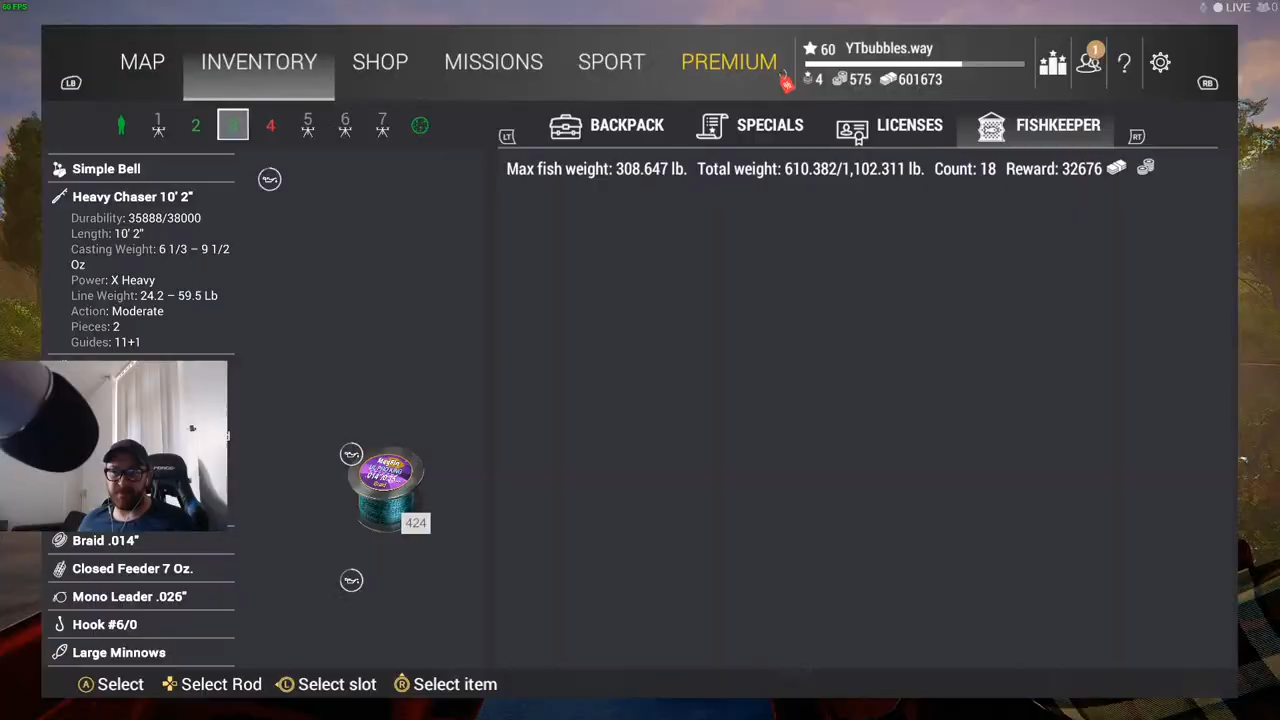 60 FPS
LIVE 0
LB
MAP
INVENTORY
SHOP
MISSIONS
SPORT
PREMIUM
60 YTbubbles.way
4 575 601673
1
?
RB
1 2 3 4 5 6 7
LT
BACKPACK
SPECIALS
LICENSES
FISHKEEPER
RT
Max fish weight: 308.647 lb. Total weight: 610.382/1,102.311 lb. Count: 18 Reward: 32676
Simple Bell
Heavy Chaser 10' 2"
Durability: 35888/38000
Length: 10' 2"
Casting Weight: 6 1/3 – 9 1/2
Oz
Power: X Heavy
Line Weight: 24.2 – 59.5 Lb
Action: Moderate
Pieces: 2
Guides: 11+1
424
Braid .014"
Closed Feeder 7 Oz.
Mono Leader .026"
Hook #6/0
Large Minnows
A Select
Select Rod
L Select slot
R Select item